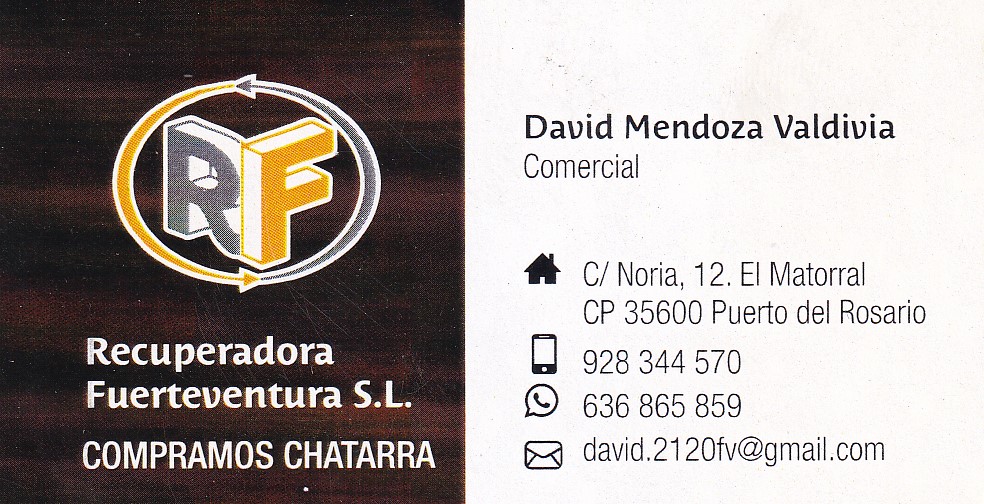 RF
Recuperadora
Fuerteventura S.L.
COMPRAMOS CHATARRA
David Mendoza Valdivia
Comercial
C/ Noria, 12. El Matorral
CP 35600 Puerto del Rosario
928 344 570
636 865 859
david.2120fv@gmail.com